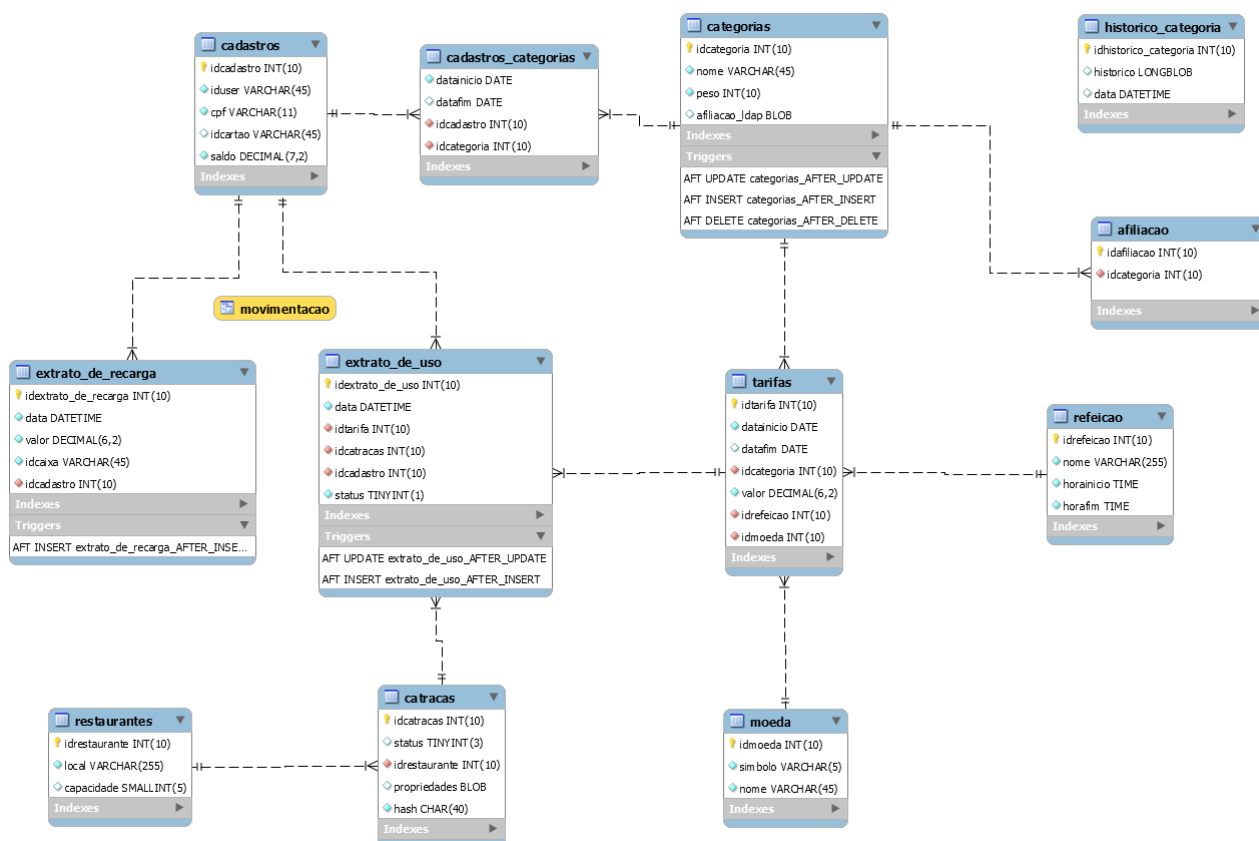 cadastros
idcadastro INT(10)
iduser VARCHAR(45)
cpf VARCHAR(11)
idcartao VARCHAR(45)
saldo DECIMAL(7,2)
Indexes
cadastros_categorias
datainicio DATE
datafim DATE
idcadastro INT(10)
idcategoria INT(10)
Indexes
categorias
idcategoria INT(10)
nome VARCHAR(45)
peso INT(10)
afiliacao_ldap BLOB
Indexes
Triggers
AFT UPDATE categorias_AFTER_UPDATE
AFT INSERT categorias_AFTER_INSERT
AFT DELETE categorias_AFTER_DELETE
historico_categoria
idhistorico_categoria INT(10)
historico LONGBLOB
data DATETIME
Indexes
afiliacao
idafiliacao INT(10)
idcategoria INT(10)
Indexes
movimentacao
extrato_de_recarga
idextrato_de_recarga INT(10)
data DATETIME
valor DECIMAL(6,2)
idcaixa VARCHAR(45)
idcadastro INT(10)
Indexes
Triggers
AFT INSERT extrato_de_recarga_AFTER_INSE...
extrato_de_uso
idextrato_de_uso INT(10)
data DATETIME
idtarifa INT(10)
idcatracas INT(10)
idcadastro INT(10)
status TINYINT(1)
Indexes
Triggers
AFT UPDATE extrato_de_uso_AFTER_UPDATE
AFT INSERT extrato_de_uso_AFTER_INSERT
tarifas
idtarifa INT(10)
datainicio DATE
datafim DATE
idcategoria INT(10)
valor DECIMAL(6,2)
idrefeicao INT(10)
idmoeda INT(10)
Indexes
refeicao
idrefeicao INT(10)
nome VARCHAR(255)
horainicio TIME
horafim TIME
Indexes
restaurantes
idrestaurante INT(10)
local VARCHAR(255)
capacidade SMALLINT(5)
Indexes
catracas
idcatracas INT(10)
status TINYINT(3)
idrestaurante INT(10)
propriedades BLOB
hash CHAR(40)
Indexes
moeda
idmoeda INT(10)
simbolo VARCHAR(5)
nome VARCHAR(45)
Indexes